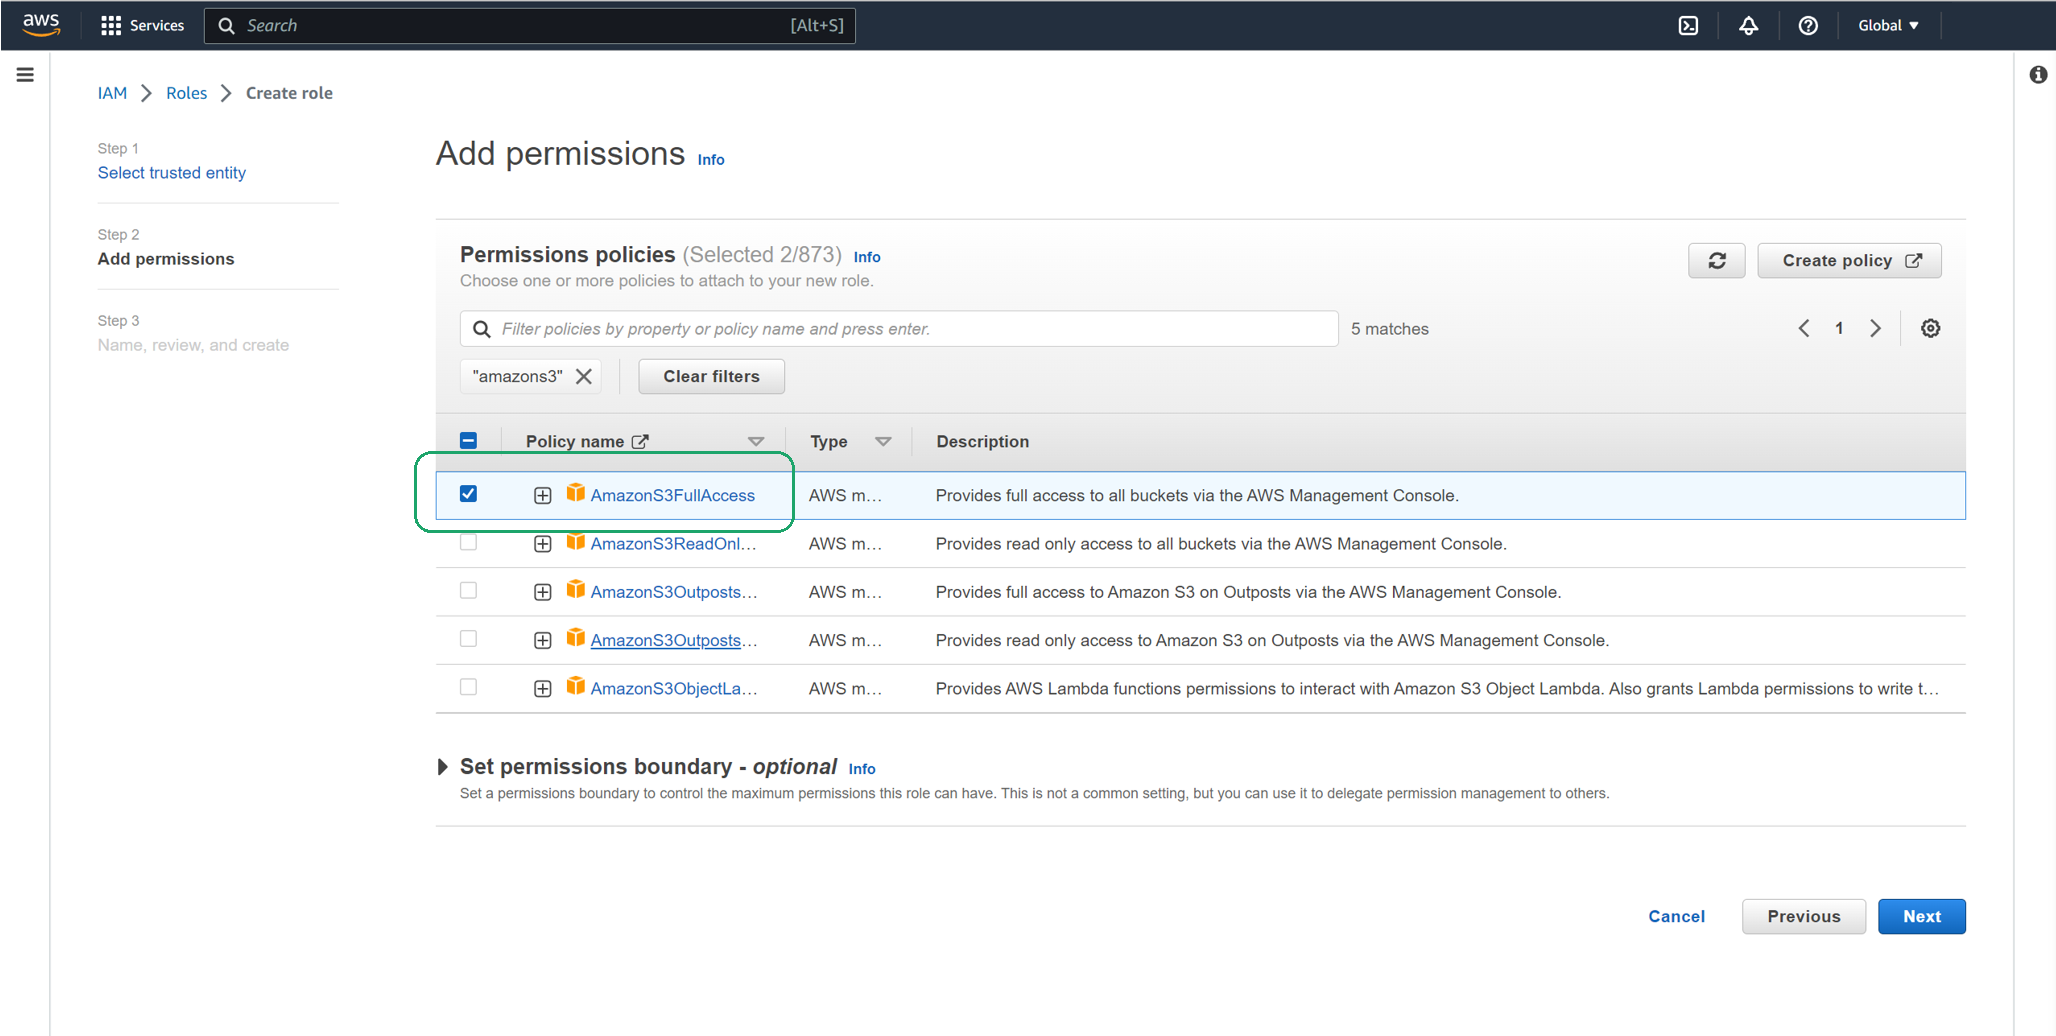 aws
Services
Search
[Alt+S]
Global
IAM
Roles
Create role
Step 1
Select trusted entity
Step 2
Add permissions
Step 3
Name, review, and create
Add permissions
Info
Permissions policies (Selected 2/873) Info
Choose one or more policies to attach to your new role.
Create policy
Filter policies by property or policy name and press enter.
5 matches
1
"amazons3"
Clear filters
Policy name
Type
Description
AmazonS3FullAccess
AWS m…
Provides full access to all buckets via the AWS Management Console.
AmazonS3ReadOnl…
AWS m…
Provides read only access to all buckets via the AWS Management Console.
AmazonS3Outposts…
AWS m…
Provides full access to Amazon S3 on Outposts via the AWS Management Console.
AmazonS3Outposts…
AWS m…
Provides read only access to Amazon S3 on Outposts via the AWS Management Console.
AmazonS3ObjectLa…
AWS m…
Provides AWS Lambda functions permissions to interact with Amazon S3 Object Lambda. Also grants Lambda permissions to write t…
Set permissions boundary - optional Info
Set a permissions boundary to control the maximum permissions this role can have. This is not a common setting, but you can use it to delegate permission management to others.
Cancel
Previous
Next